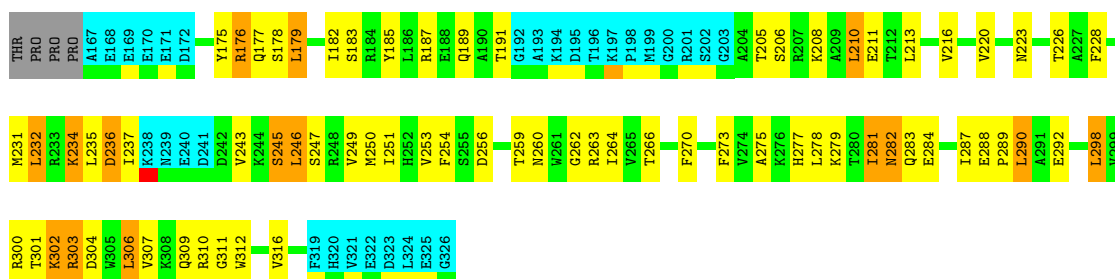 THR PRO PRO PRO A167 E168 E169 E170 E171 D172 Y175 R176 Q177 S178 L179 I182 S183 R184 Y185 L186 R187 E188 Q189 A190 T191 G192 A193 K194 D195 T196 K197 P198 M199 G200 R201 S202 G203 A204 T205 S206 R207 K208 A209 L210 E211 T212 L213 V216 V220 N223 T226 A227 F228
M231 L232 R233 K234 L235 D236 I237 K238 N239 E240 D241 D242 V243 K244 S245 L246 S247 R248 V249 M250 I251 H252 V253 F254 S255 D256 T259 N260 W261 G262 R263 I264 V265 T266 F270 F273 V274 A275 K276 H277 L278 K279 T280 I281 N282 Q283 E284 I287 E288 P289 L290 A291 E292 L298 V299
R300 T301 K302 R303 D304 W305 L306 V307 K308 Q309 R310 G311 W312 V316 F319 H320 V321 E322 D323 L324 E325 G326